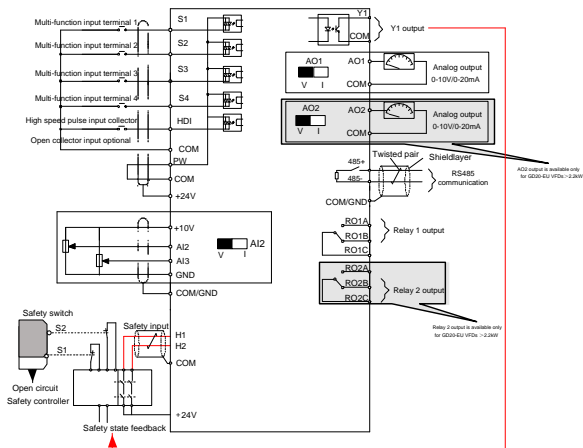 Multi-function input terminal 1
S1
Multi-function input terminal 2
S2
Multi-function input terminal 3
S3
Multi-function input terminal 4
S4
High speed pulse input collector
HDI
Open collector input optional
COM
PW
COM
+24V
+10V
AI2
AI3
GND
COM/GND
AI2
V I
Safety switch
S2
S1
Open circuit
Safety controller
Safety input
H1
H2
COM
+24V
Safety state feedback
Y1
COM
Y1 output
AO1
V I
AO1
COM
Analog output
0-10V/0-20mA
AO2
V I
AO2
COM
Analog output
0-10V/0-20mA
AO2 output is available only
for GD20-EU VFDs >2.2kW
Twisted pair
Shieldlayer
485+
485-
RS485
communication
COM/GND
RO1A
RO1B
RO1C
Relay 1 output
RO2A
RO2B
RO2C
Relay 2 output
Relay 2 output is available only
for GD20-EU VFDs >2.2kW